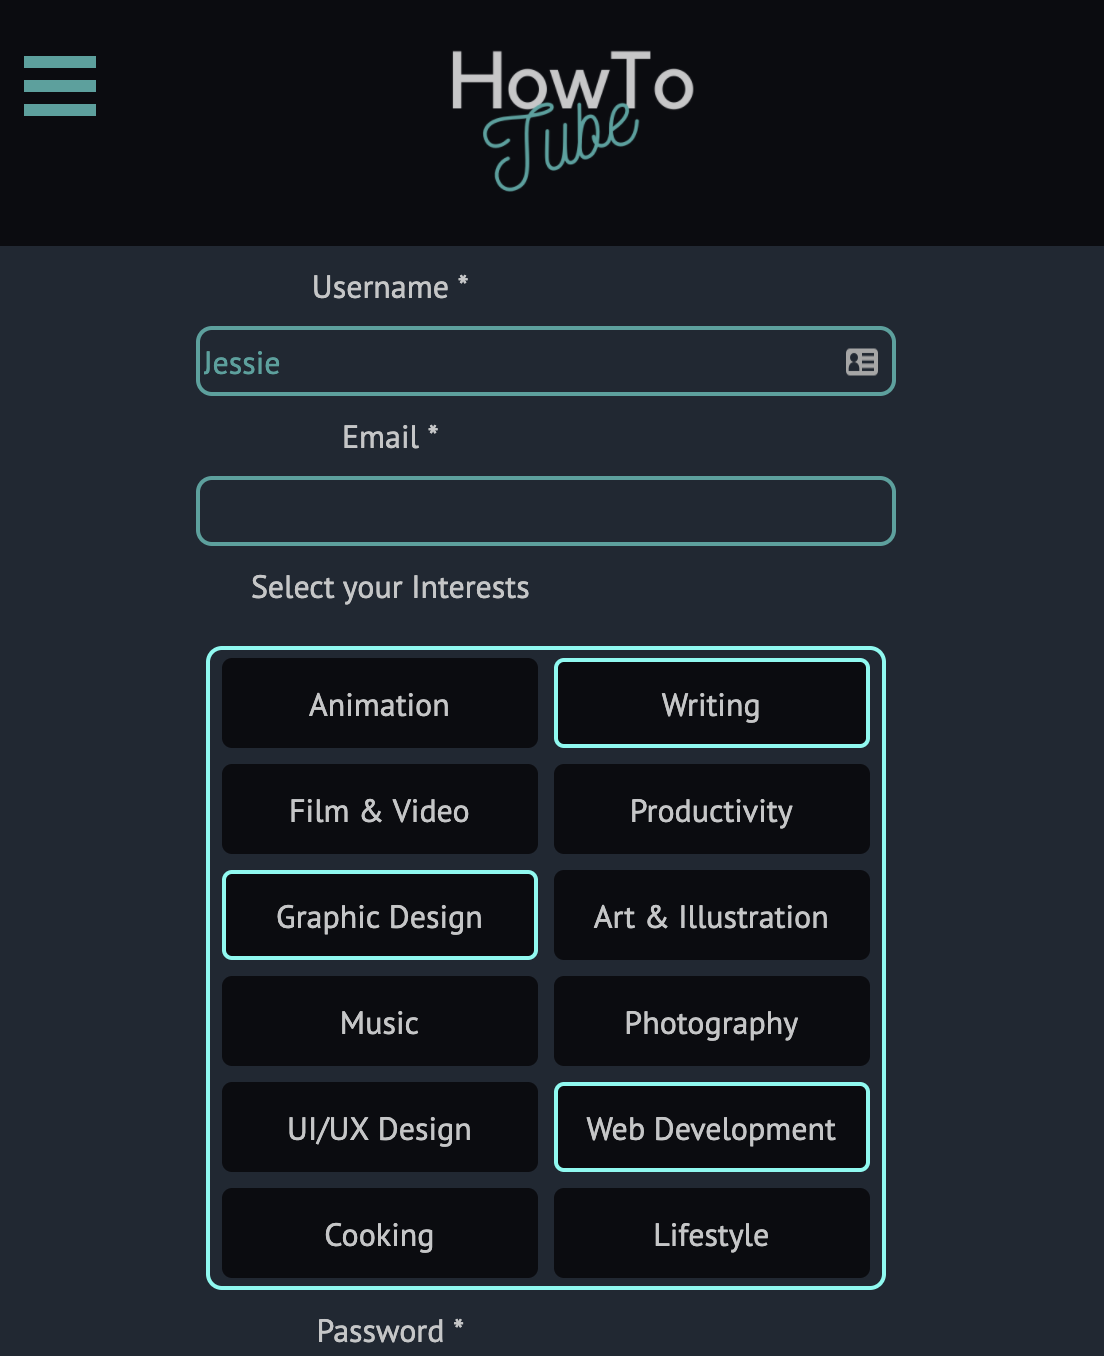 HowTo
Tube
Username *
Jessie
Email *
Select your Interests
Animation
Writing
Film & Video
Productivity
Graphic Design
Art & Illustration
Music
Photography
UI/UX Design
Web Development
Cooking
Lifestyle
Password *